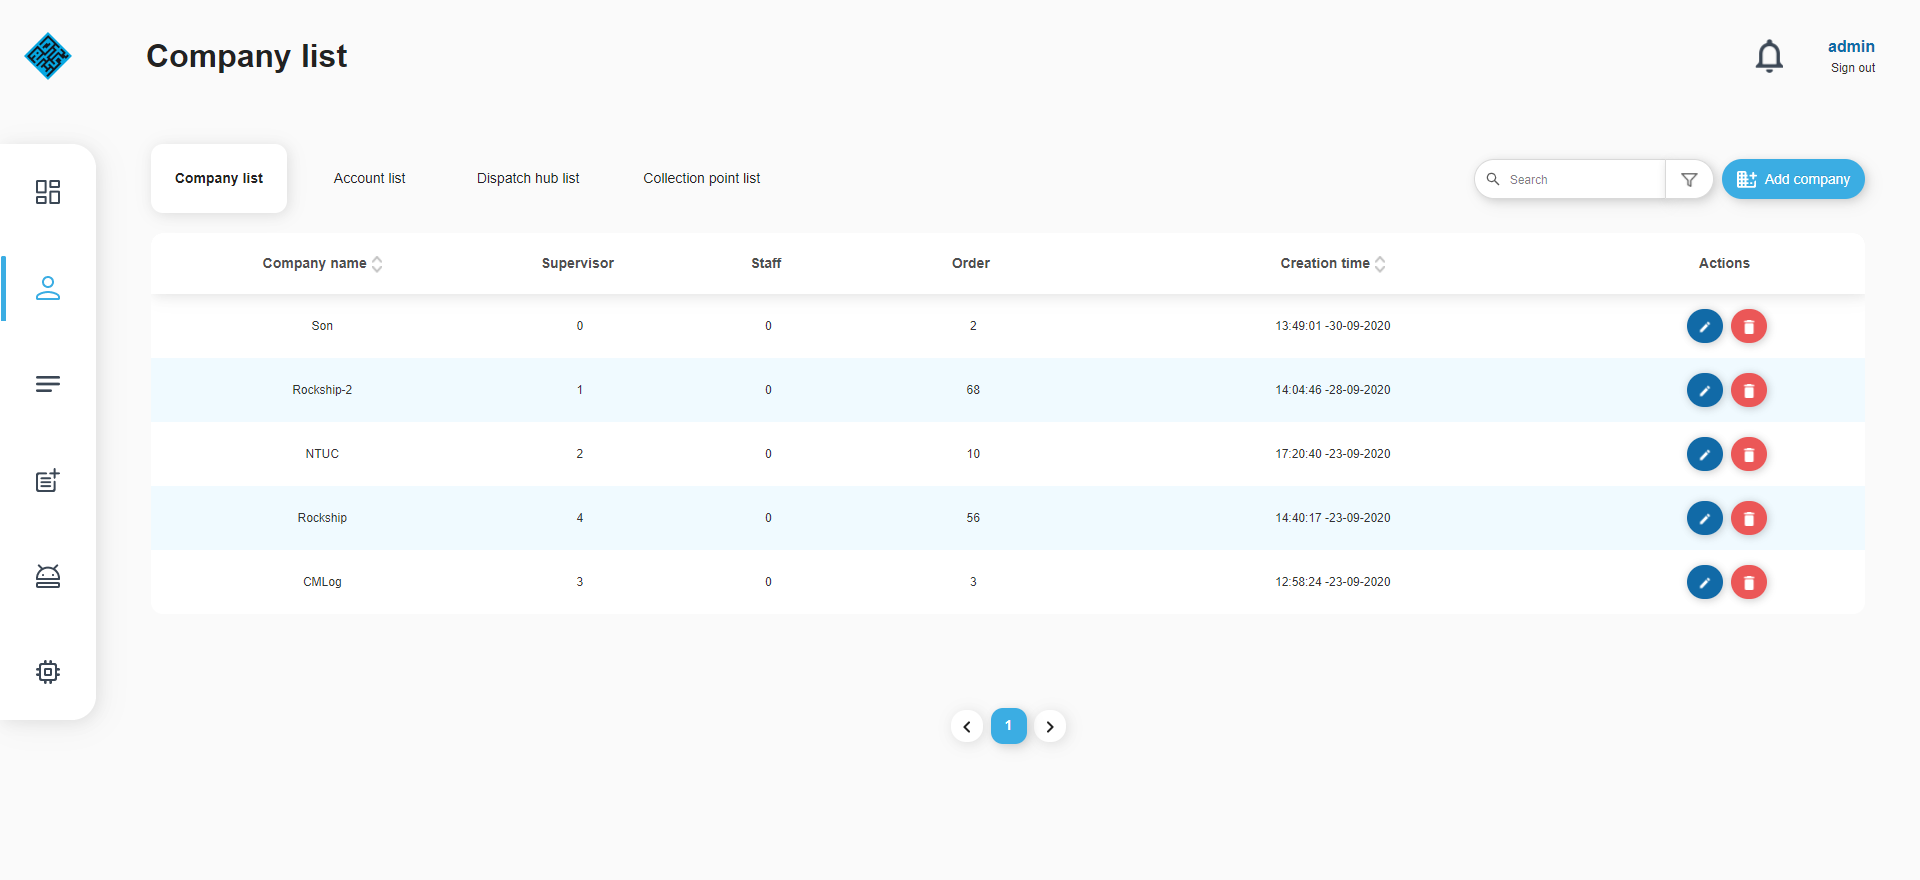 Company list
admin
Sign out
Company list Account list Dispatch hub list Collection point list Search Add company
Company name Supervisor Staff Order Creation time Actions
Son 0 0 2 13:49:01 -30-09-2020
Rockship-2 1 0 68 14:04:46 -28-09-2020
NTUC 2 0 10 17:20:40 -23-09-2020
Rockship 4 0 56 14:40:17 -23-09-2020
CMLog 3 0 3 12:58:24 -23-09-2020
1